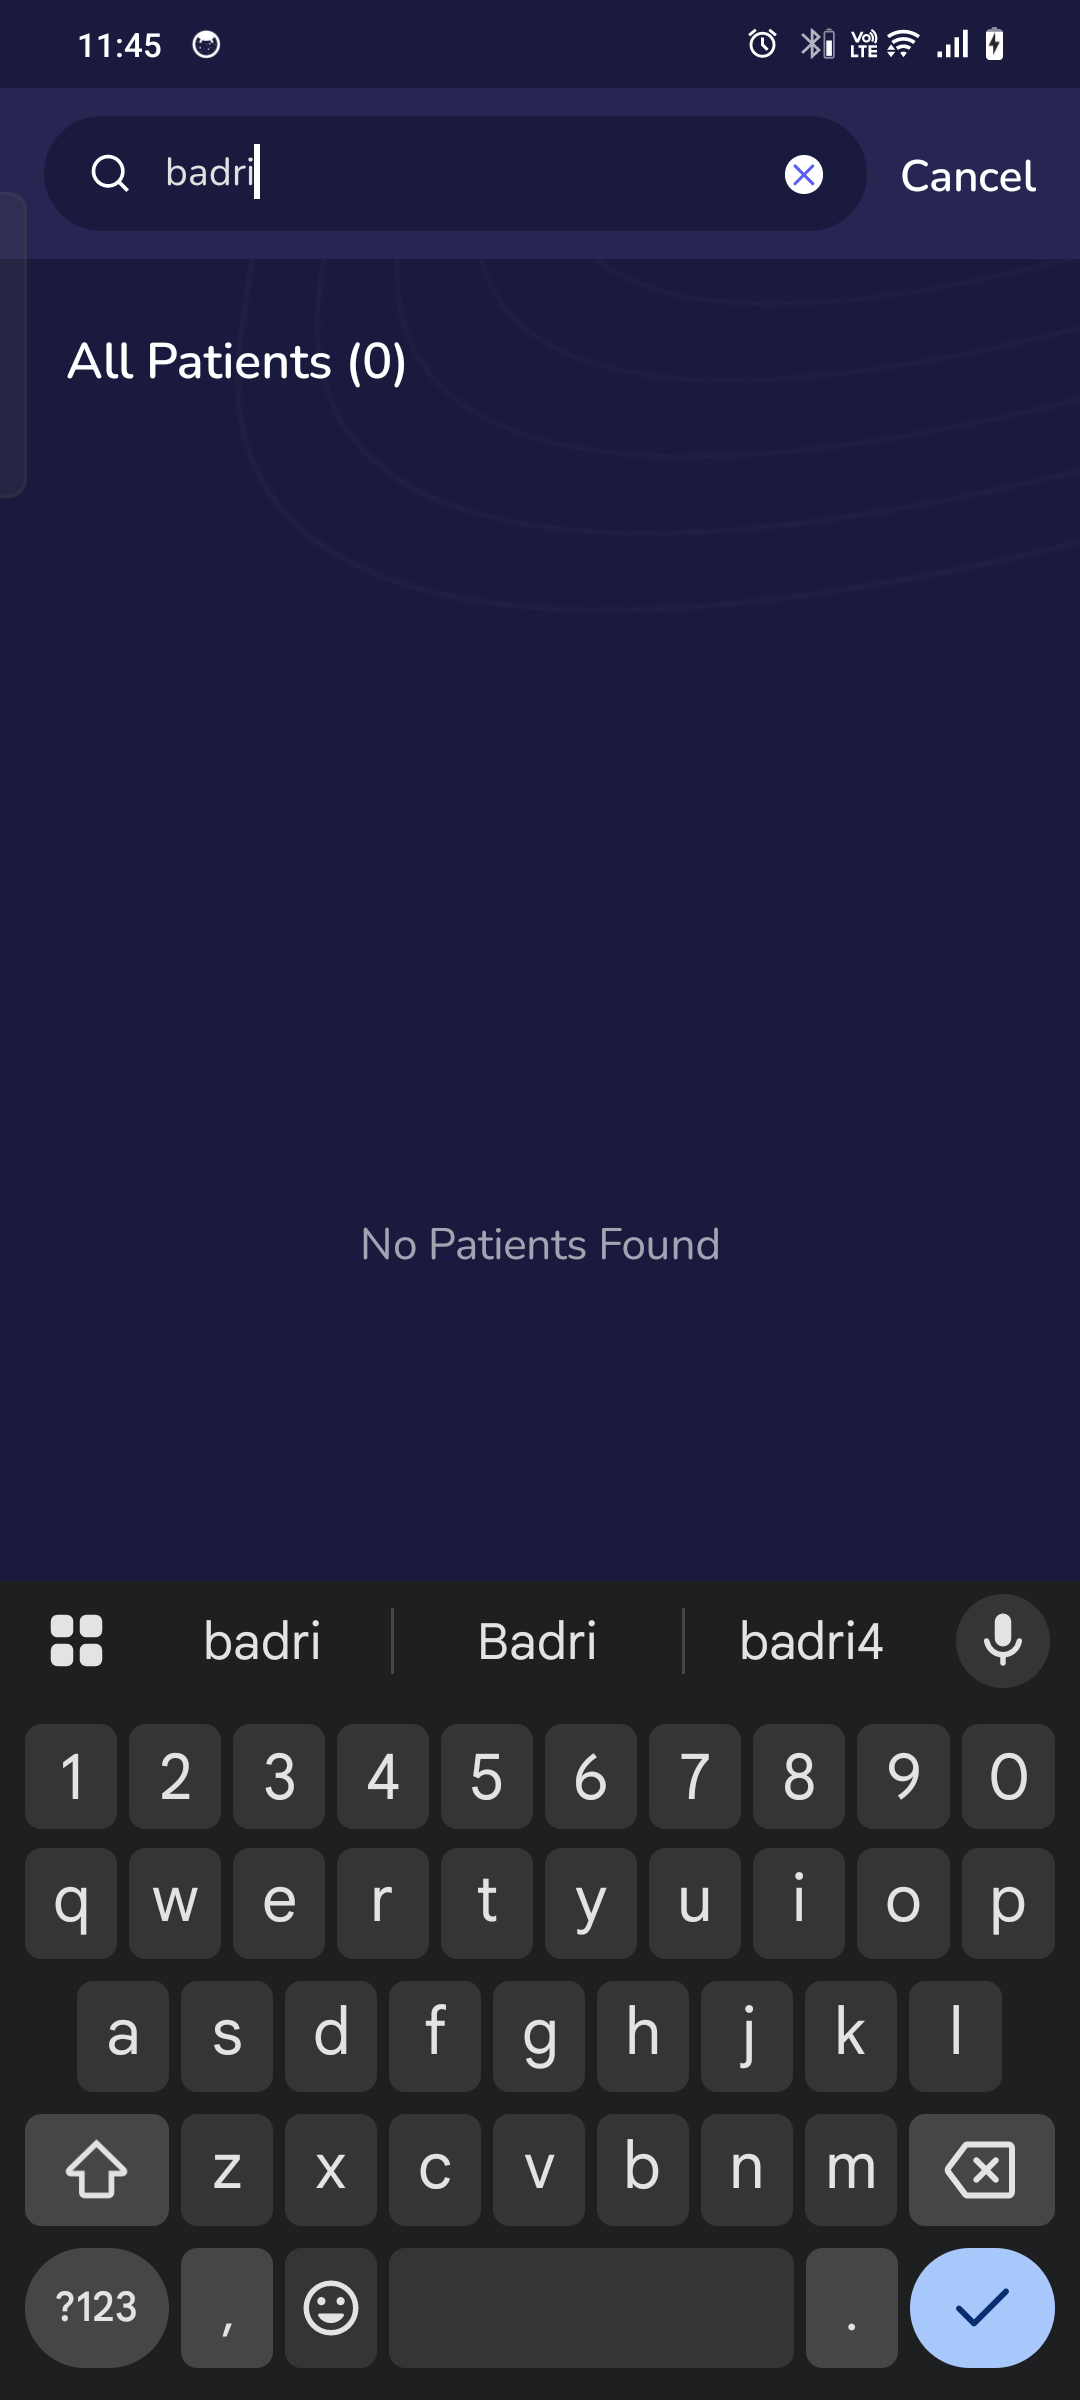 11:45 Vo)) LTE
badri Cancel
All Patients (0)
No Patients Found
badri Badri badri4
1 2 3 4 5 6 7 8 9 0
q w e r t y u i o p
a s d f g h j k l
z x c v b n m
?123 , .